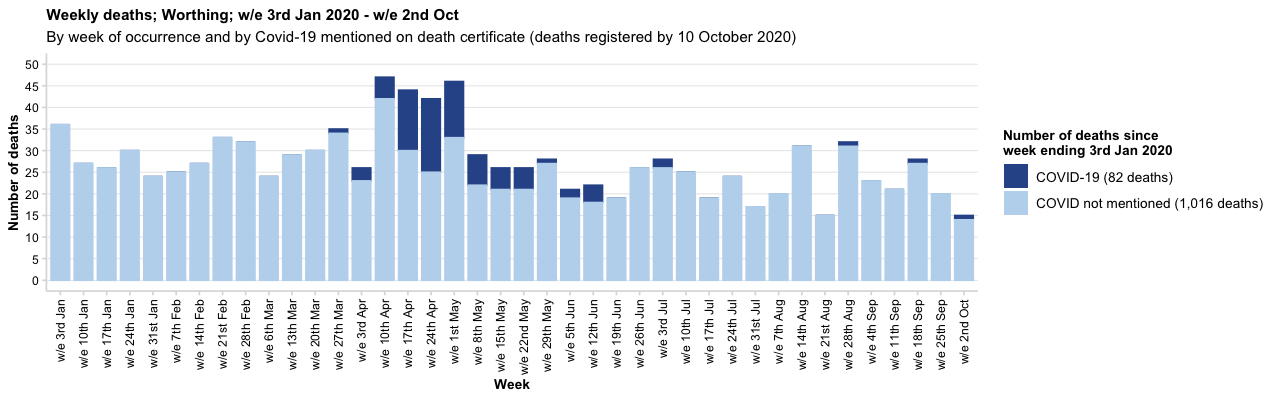 Weekly deaths; Worthing; w/e 3rd Jan 2020 - w/e 2nd Oct
By week of occurrence and by Covid-19 mentioned on death certificate (deaths registered by 10 October 2020)
Number of deaths
50
45
40
35
30
25
20
15
10
5
0
w/e 3rd Jan
w/e 10th Jan
w/e 17th Jan
w/e 24th Jan
w/e 31st Jan
w/e 7th Feb
w/e 14th Feb
w/e 21st Feb
w/e 28th Feb
w/e 6th Mar
w/e 13th Mar
w/e 20th Mar
w/e 27th Mar
w/e 3rd Apr
w/e 10th Apr
w/e 17th Apr
w/e 24th Apr
w/e 1st May
w/e 8th May
w/e 15th May
w/e 22nd May
w/e 29th May
w/e 5th Jun
w/e 12th Jun
w/e 19th Jun
w/e 26th Jun
w/e 3rd Jul
w/e 10th Jul
w/e 17th Jul
w/e 24th Jul
w/e 31st Jul
w/e 7th Aug
w/e 14th Aug
w/e 21st Aug
w/e 28th Aug
w/e 4th Sep
w/e 11th Sep
w/e 18th Sep
w/e 25th Sep
w/e 2nd Oct
Week
Number of deaths since
week ending 3rd Jan 2020
COVID-19 (82 deaths)
COVID not mentioned (1,016 deaths)